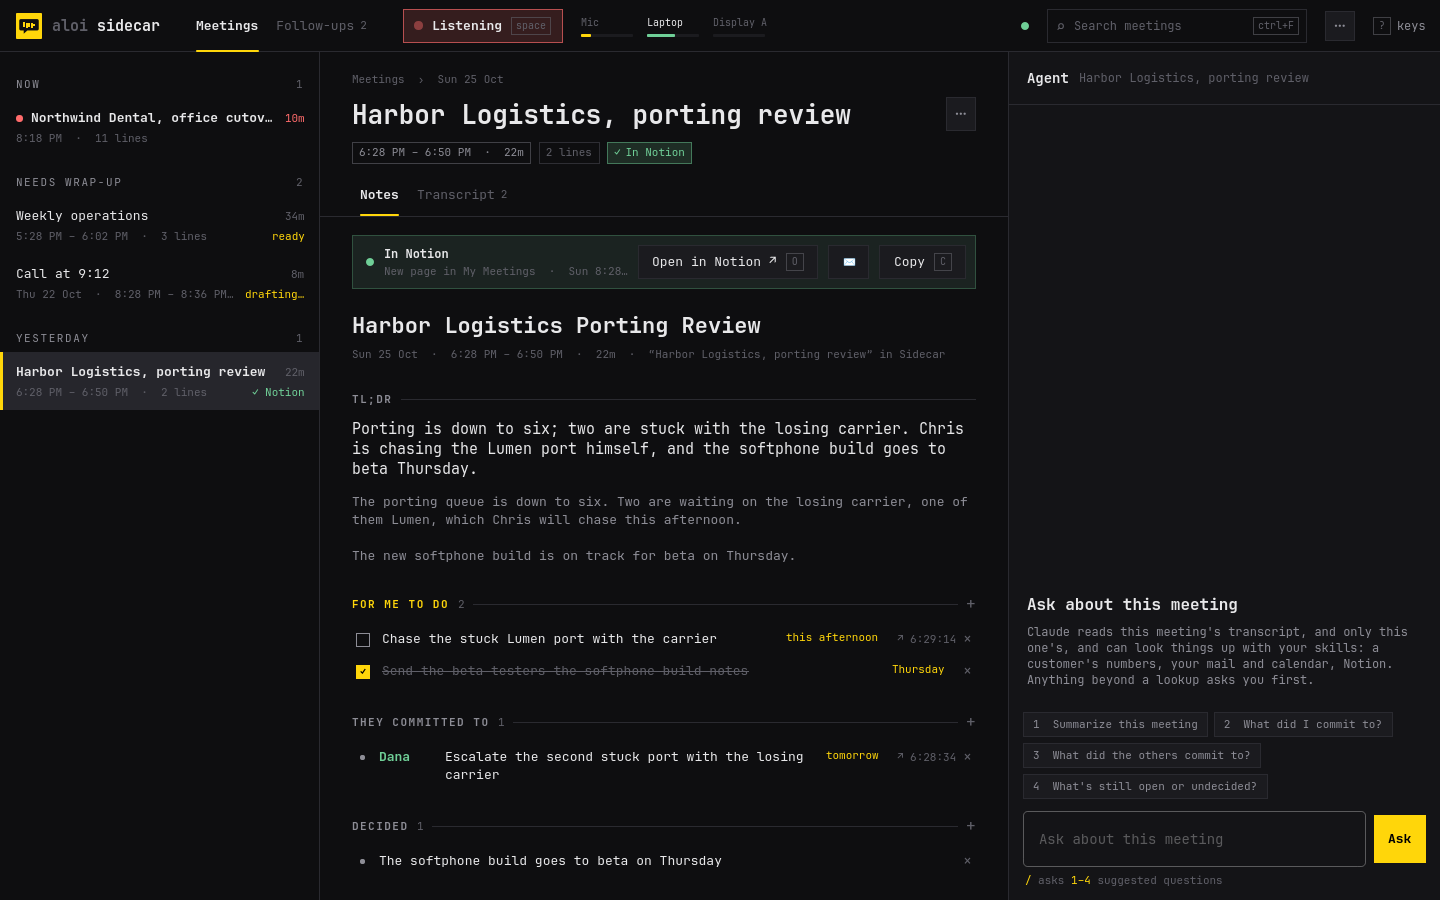 aloi sidecar
Meetings
Follow-ups 2
Listening space
Mic
Laptop
Display A
Search meetings ctrl+F
? keys
NOW 1
Northwind Dental, office cutov… 10m
8:18 PM · 11 lines
NEEDS WRAP-UP 2
Weekly operations 34m
5:28 PM – 6:02 PM · 3 lines ready
Call at 9:12 8m
Thu 22 Oct · 8:28 PM – 8:36 PM… drafting…
YESTERDAY 1
Harbor Logistics, porting review 22m
6:28 PM – 6:50 PM · 2 lines ✓ Notion
Meetings › Sun 25 Oct
Harbor Logistics, porting review
6:28 PM – 6:50 PM · 22m
2 lines
✓ In Notion
Notes
Transcript 2
In Notion
New page in My Meetings · Sun 8:28…
Open in Notion ↗ O
Copy C
Harbor Logistics Porting Review
Sun 25 Oct · 6:28 PM – 6:50 PM · 22m · "Harbor Logistics, porting review" in Sidecar
TL;DR
Porting is down to six; two are stuck with the losing carrier. Chris
is chasing the Lumen port himself, and the softphone build goes to
beta Thursday.
The porting queue is down to six. Two are waiting on the losing carrier, one of
them Lumen, which Chris will chase this afternoon.
The new softphone build is on track for beta on Thursday.
FOR ME TO DO 2 +
Chase the stuck Lumen port with the carrier this afternoon ↗ 6:29:14 ×
Send the beta testers the softphone build notes Thursday ×
THEY COMMITTED TO 1 +
Dana Escalate the second stuck port with the losing tomorrow ↗ 6:28:34 ×
carrier
DECIDED 1 +
The softphone build goes to beta on Thursday ×
Agent Harbor Logistics, porting review
Ask about this meeting
Claude reads this meeting's transcript, and only this
one's, and can look things up with your skills: a
customer's numbers, your mail and calendar, Notion.
Anything beyond a lookup asks you first.
1 Summarize this meeting
2 What did I commit to?
3 What did the others commit to?
4 What's still open or undecided?
Ask about this meeting
Ask
/ asks 1–4 suggested questions